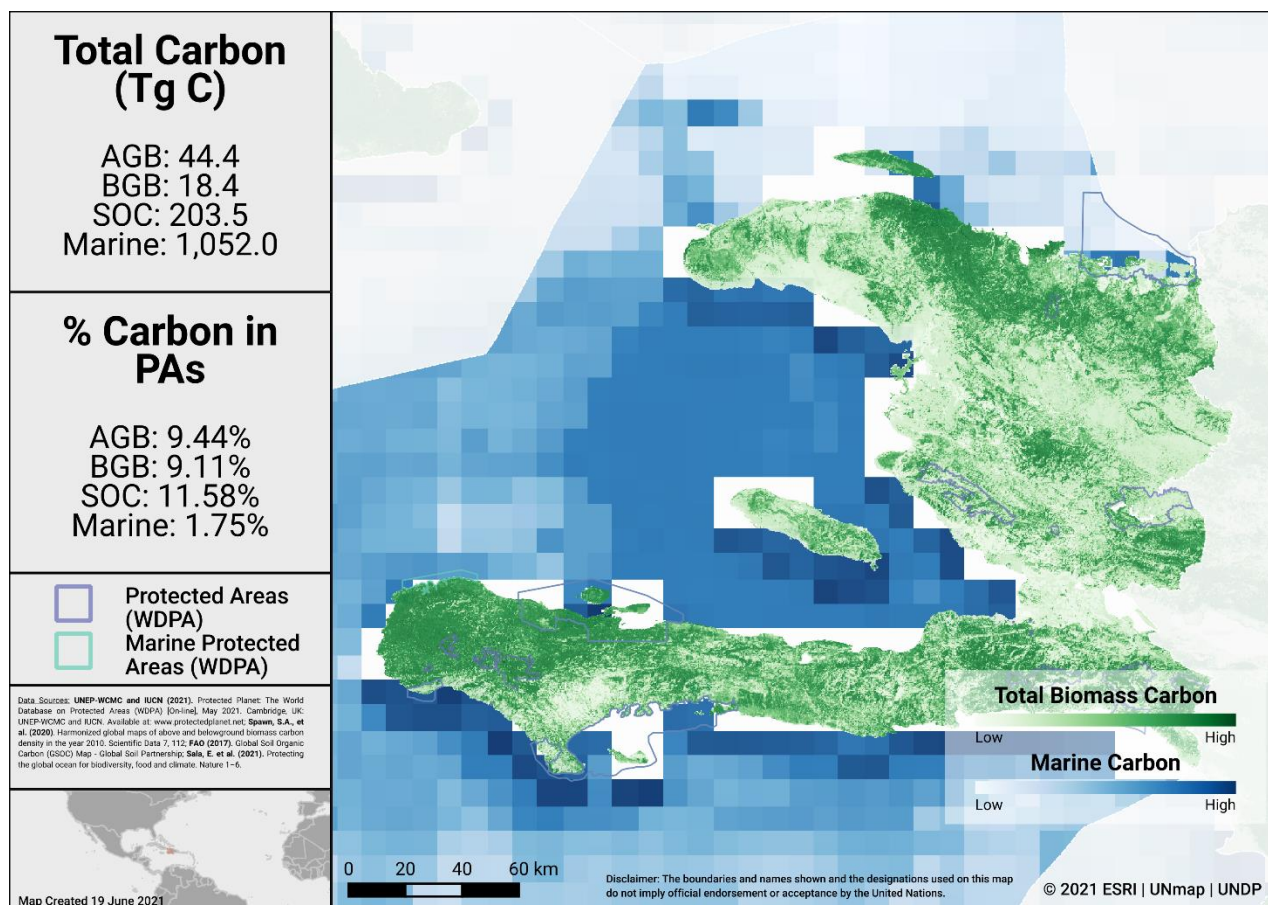 Total Carbon
(Tg C)
AGB: 44.4
BGB: 18.4
SOC: 203.5
Marine: 1,052.0
% Carbon in
PAs
AGB: 9.44%
BGB: 9.11%
SOC: 11.58%
Marine: 1.75%
Protected Areas
(WDPA)
Marine Protected
Areas (WDPA)
Data Sources: UNEP-WCMC and IUCN (2021). Protected Planet: The World
Database on Protected Areas (WDPA) [On-line], May 2021. Cambridge, UK:
UNEP-WCMC and IUCN. Available at: www.protectedplanet.net; Spawn, S.A., et
al. (2020). Harmonized global maps of above and belowground biomass carbon
density in the year 2010. Scientific Data 7, 112; FAO (2017). Global Soil Organic
Carbon (GSOC) Map - Global Soil Partnership; Sala, E. et al. (2021). Protecting
the global ocean for biodiversity, food and climate. Nature 1-6.
Map Created 19 June 2021
Total Biomass Carbon
Low High
Marine Carbon
Low High
0 20 40 60 km
Disclaimer: The boundaries and names shown and the designations used on this map
do not imply official endorsement or acceptance by the United Nations.
© 2021 ESRI | UNmap | UNDP